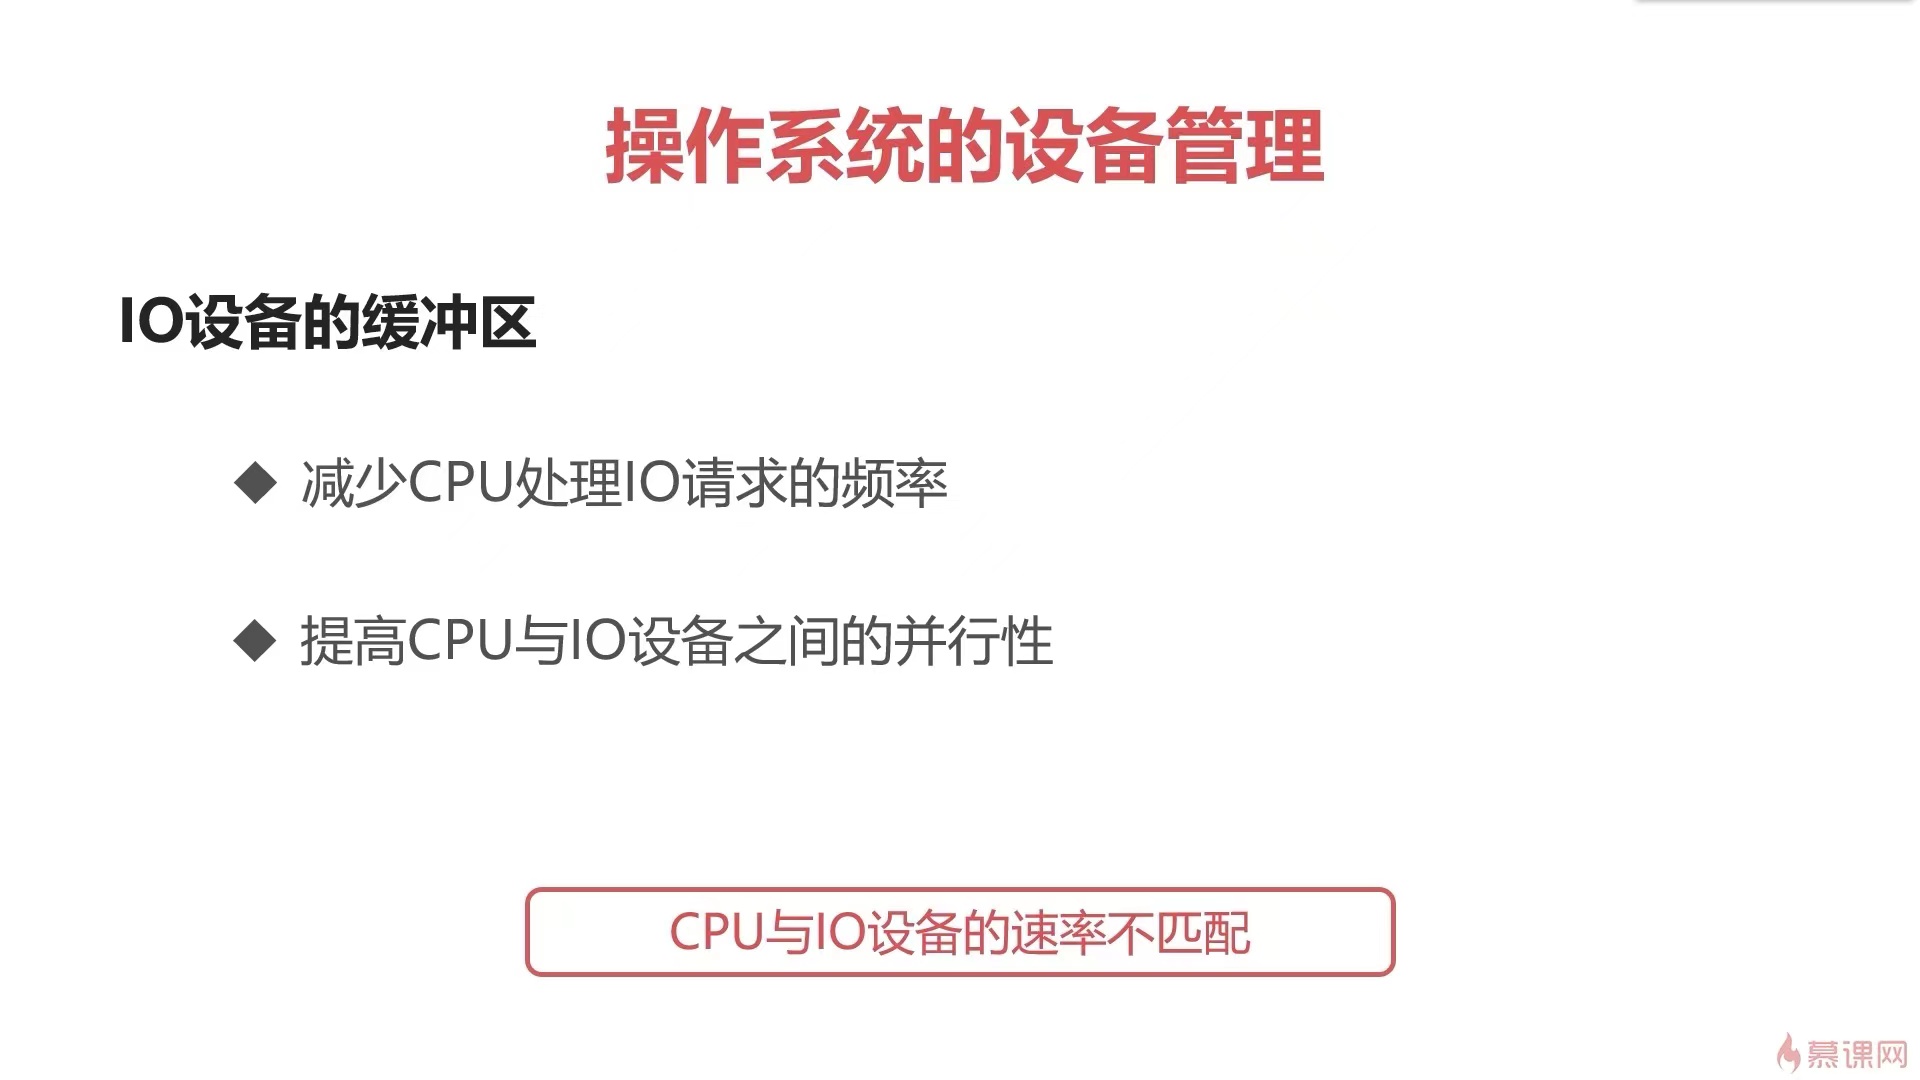 操作系统的设备管理
IO设备的缓冲区
减少CPU处理IO请求的频率
提高CPU与IO设备之间的并行性
CPU与IO设备的速率不匹配
慕课网